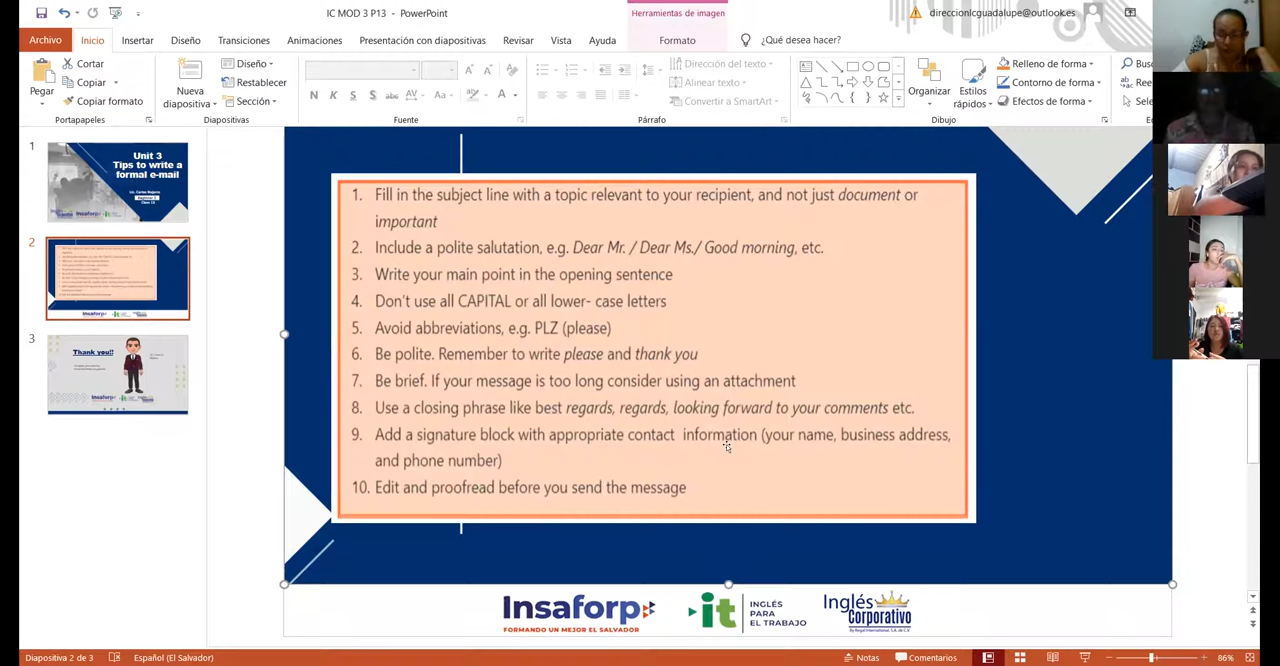 IC MOD 3 P13 - PowerPoint
Herramientas de imagen
direccionlcguadalupe@outlook.es
Archivo Inicio Insertar Diseño Transiciones Animaciones Presentación con diapositivas Revisar Vista Ayuda Formato ¿Qué desea hacer?
Pegar
Cortar
Copiar
Copiar formato
Portapapeles
Nueva
diapositiva
Diseño
Restablecer
Sección
Diapositivas
N K S S abc AV Aa A
Fuente
Dirección del texto
Alinear texto
Convertir a SmartArt
Párrafo
Organizar
Estilos
rápidos
Relleno de forma
Contorno de forma
Efectos de forma
Dibujo
1
Unit 3
Tips to write a
formal e-mail
2
3
Thank you!!
1. Fill in the subject line with a topic relevant to your recipient, and not just document or
important
2. Include a polite salutation, e.g. Dear Mr. / Dear Ms./ Good morning, etc.
3. Write your main point in the opening sentence
4. Don't use all CAPITAL or all lower- case letters
5. Avoid abbreviations, e.g. PLZ (please)
6. Be polite. Remember to write please and thank you
7. Be brief. If your message is too long consider using an attachment
8. Use a closing phrase like best regards, regards, looking forward to your comments etc.
9. Add a signature block with appropriate contact information (your name, business address,
and phone number)
10. Edit and proofread before you send the message
Insaforp
FORMANDO UN MEJOR EL SALVADOR
it
INGLÉS
PARA
EL TRABAJO
Inglés
Corporativo
By Regal International, S.A. de C.V.
Diapositiva 2 de 3 Español (El Salvador) Notas Comentarios 86%